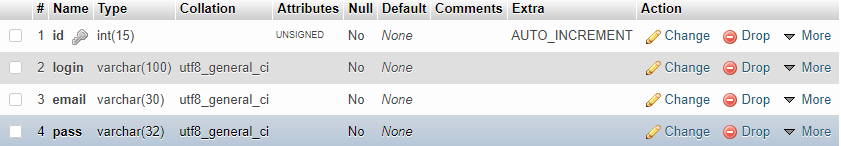 # Name Type Collation Attributes Null Default Comments Extra Action
1 id int(15) UNSIGNED No None AUTO_INCREMENT Change Drop More
2 login varchar(100) utf8_general_ci No None Change Drop More
3 email varchar(30) utf8_general_ci No None Change Drop More
4 pass varchar(32) utf8_general_ci No None Change Drop More